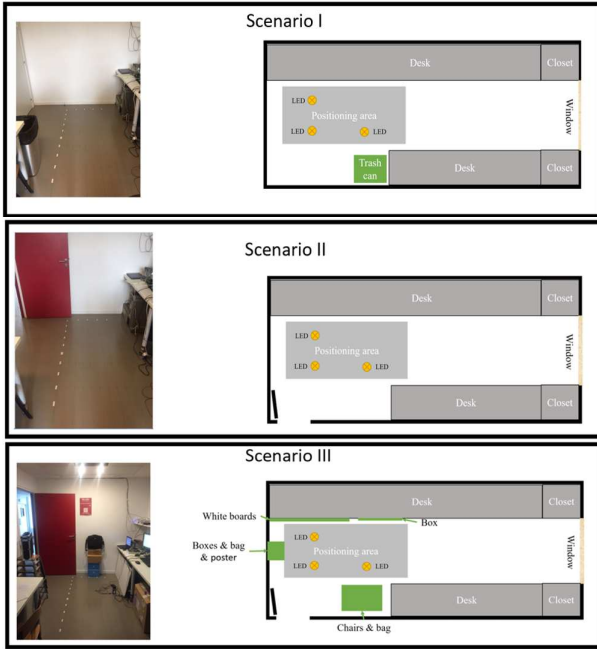 Scenario I
Desk
Closet
LED
Positioning area
LED
LED
Window
Trash
can
Desk
Closet
Scenario II
Desk
Closet
LED
Positioning area
LED
LED
Window
Desk
Closet
Scenario III
Desk
Closet
White boards
Box
LED
Boxes & bag
& poster
Positioning area
LED
LED
Window
Desk
Closet
Chairs & bag